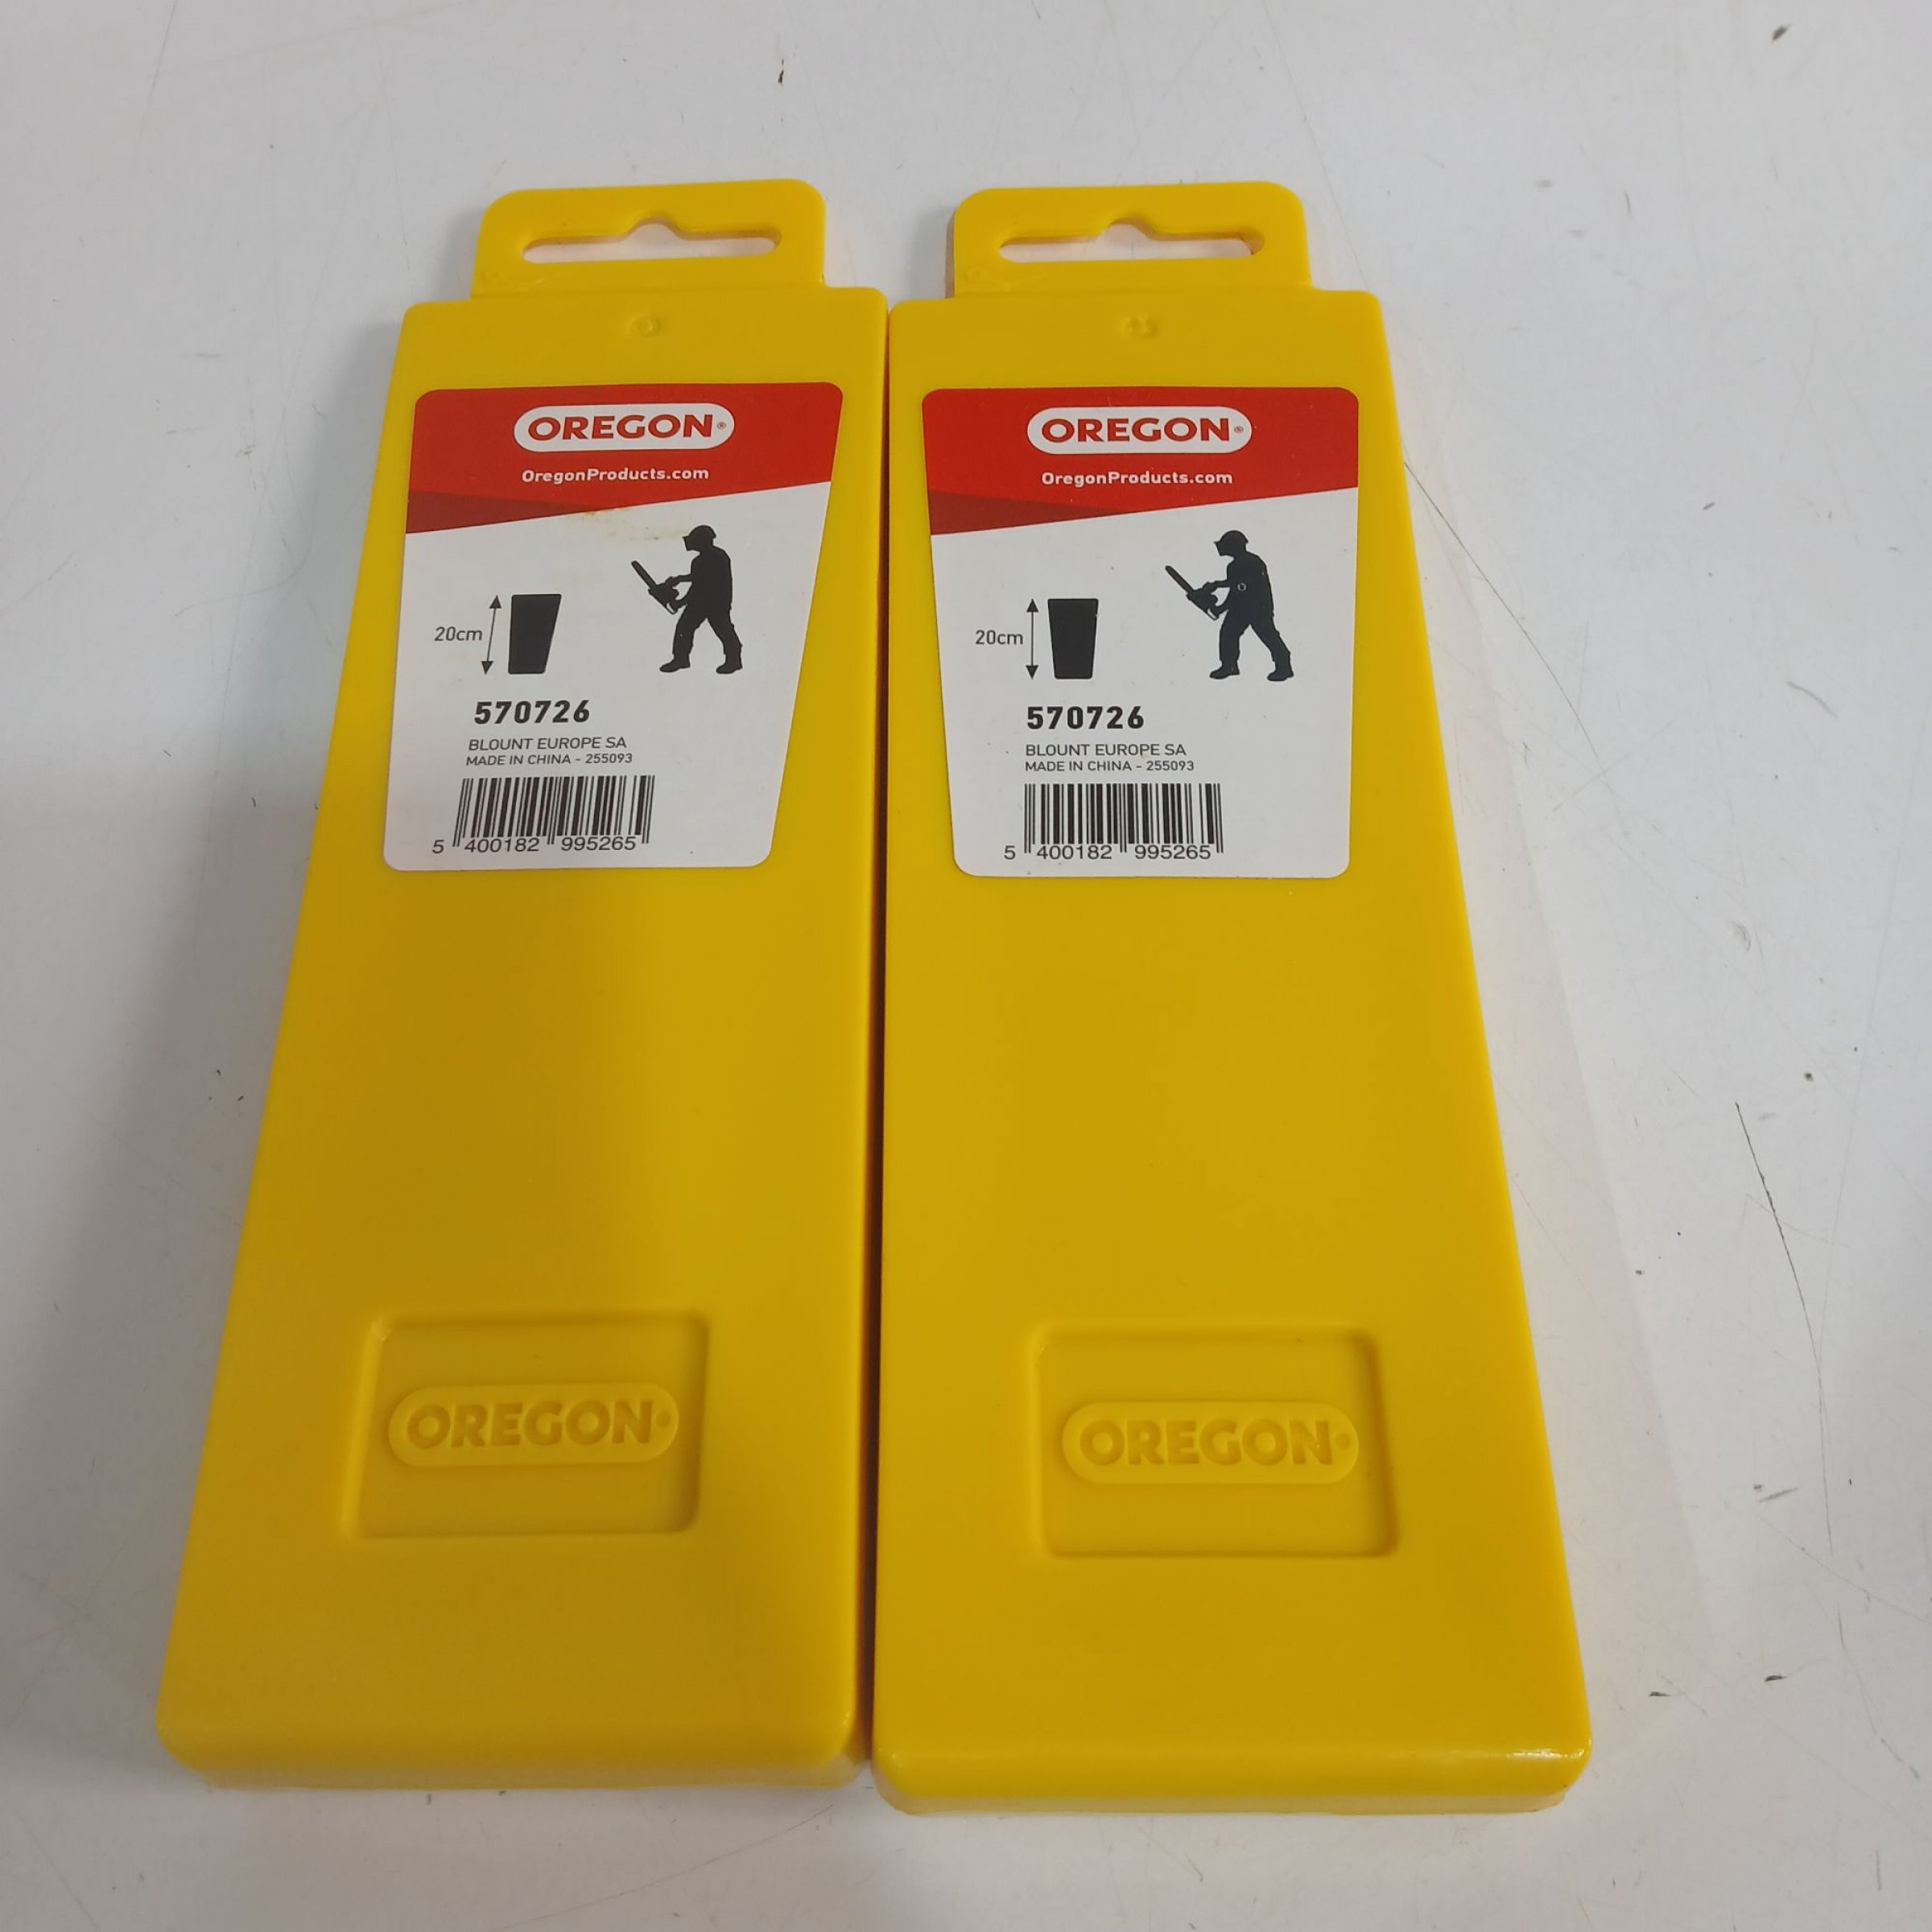 OREGON®
OregonProducts.com
20cm
570726
BLOUNT EUROPE SA
MADE IN CHINA - 255093
5 400182 995265
OREGON
OREGON®
OregonProducts.com
20cm
570726
BLOUNT EUROPE SA
MADE IN CHINA - 255093
5 400182 995265
OREGON